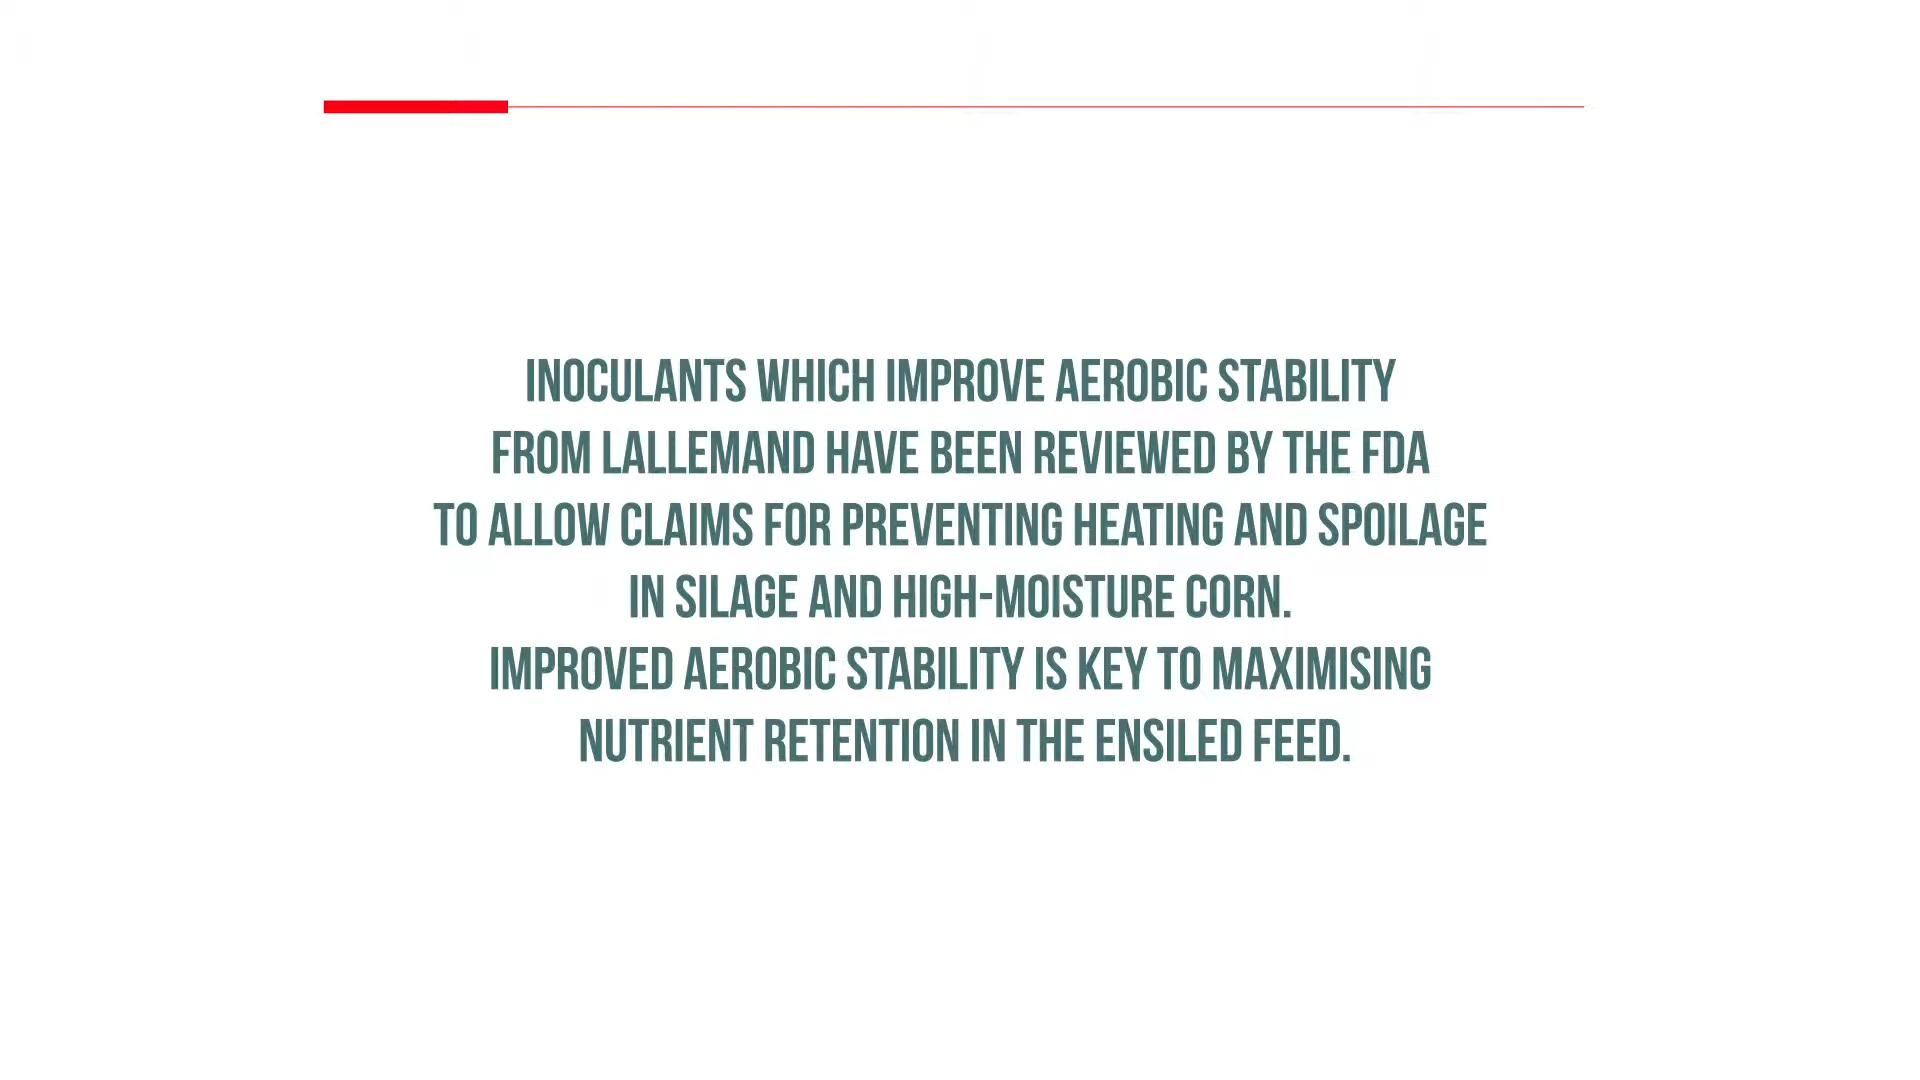 INOCULANTS WHICH IMPROVE AEROBIC STABILITY
FROM LALLEMAND HAVE BEEN REVIEWED BY THE FDA
TO ALLOW CLAIMS FOR PREVENTING HEATING AND SPOILAGE
IN SILAGE AND HIGH-MOISTURE CORN.
IMPROVED AEROBIC STABILITY IS KEY TO MAXIMISING
NUTRIENT RETENTION IN THE ENSILED FEED.